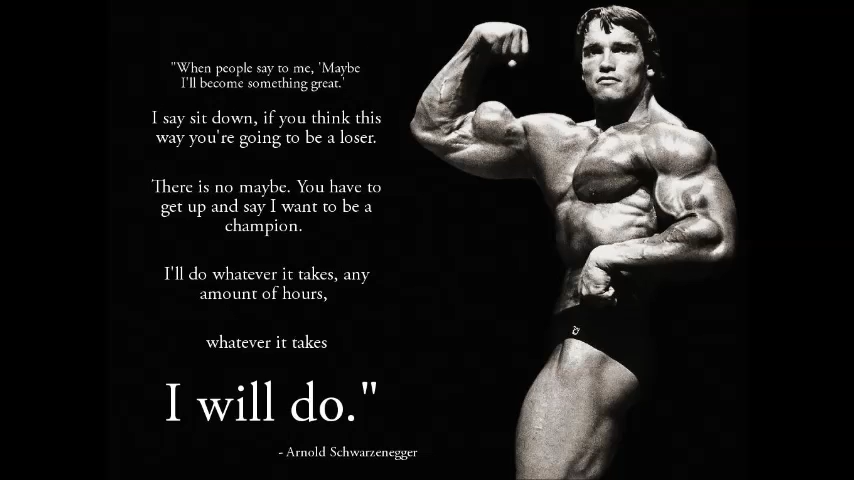 "When people say to me, 'Maybe
I'll become something great.'
I say sit down, if you think this
way you're going to be a loser.
There is no maybe. You have to
get up and say I want to be a
champion.
I'll do whatever it takes, any
amount of hours,
whatever it takes
I will do."
- Arnold Schwarzenegger